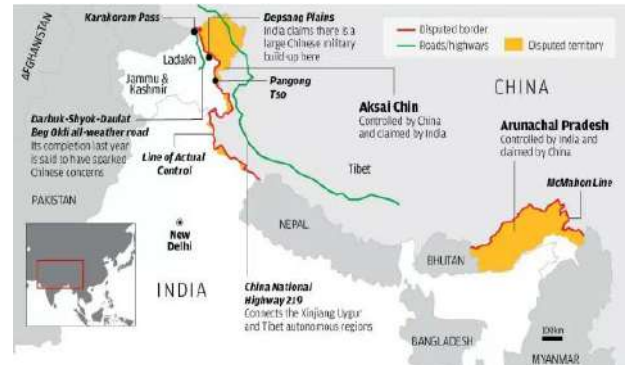 Karakoram Pass
Depsang Plains
India claims there is a
large Chinese military
build-up here
Disputed border
Roads/highways
Disputed territory
AFGHANISTAN
Ladakh
Jammu &
Kashmir
Pangong
Tso
CHINA
Aksai Chin
Controlled by China
and claimed by India
Arunachal Pradesh
Controlled by India and
claimed by China
Darbuk-Shyok-Daulat
Beg Oldi all-weather road
Its completion last year
is said to have sparked
Chinese concerns
Line of Actual
Control
Tibet
McMahon Line
PAKISTAN
NEPAL
New
Delhi
BHUTAN
INDIA
China National
Highway 219
Connects the Xinjiang Uygur
and Tibet autonomous regions
BANGLADESH
100km
MYANMAR